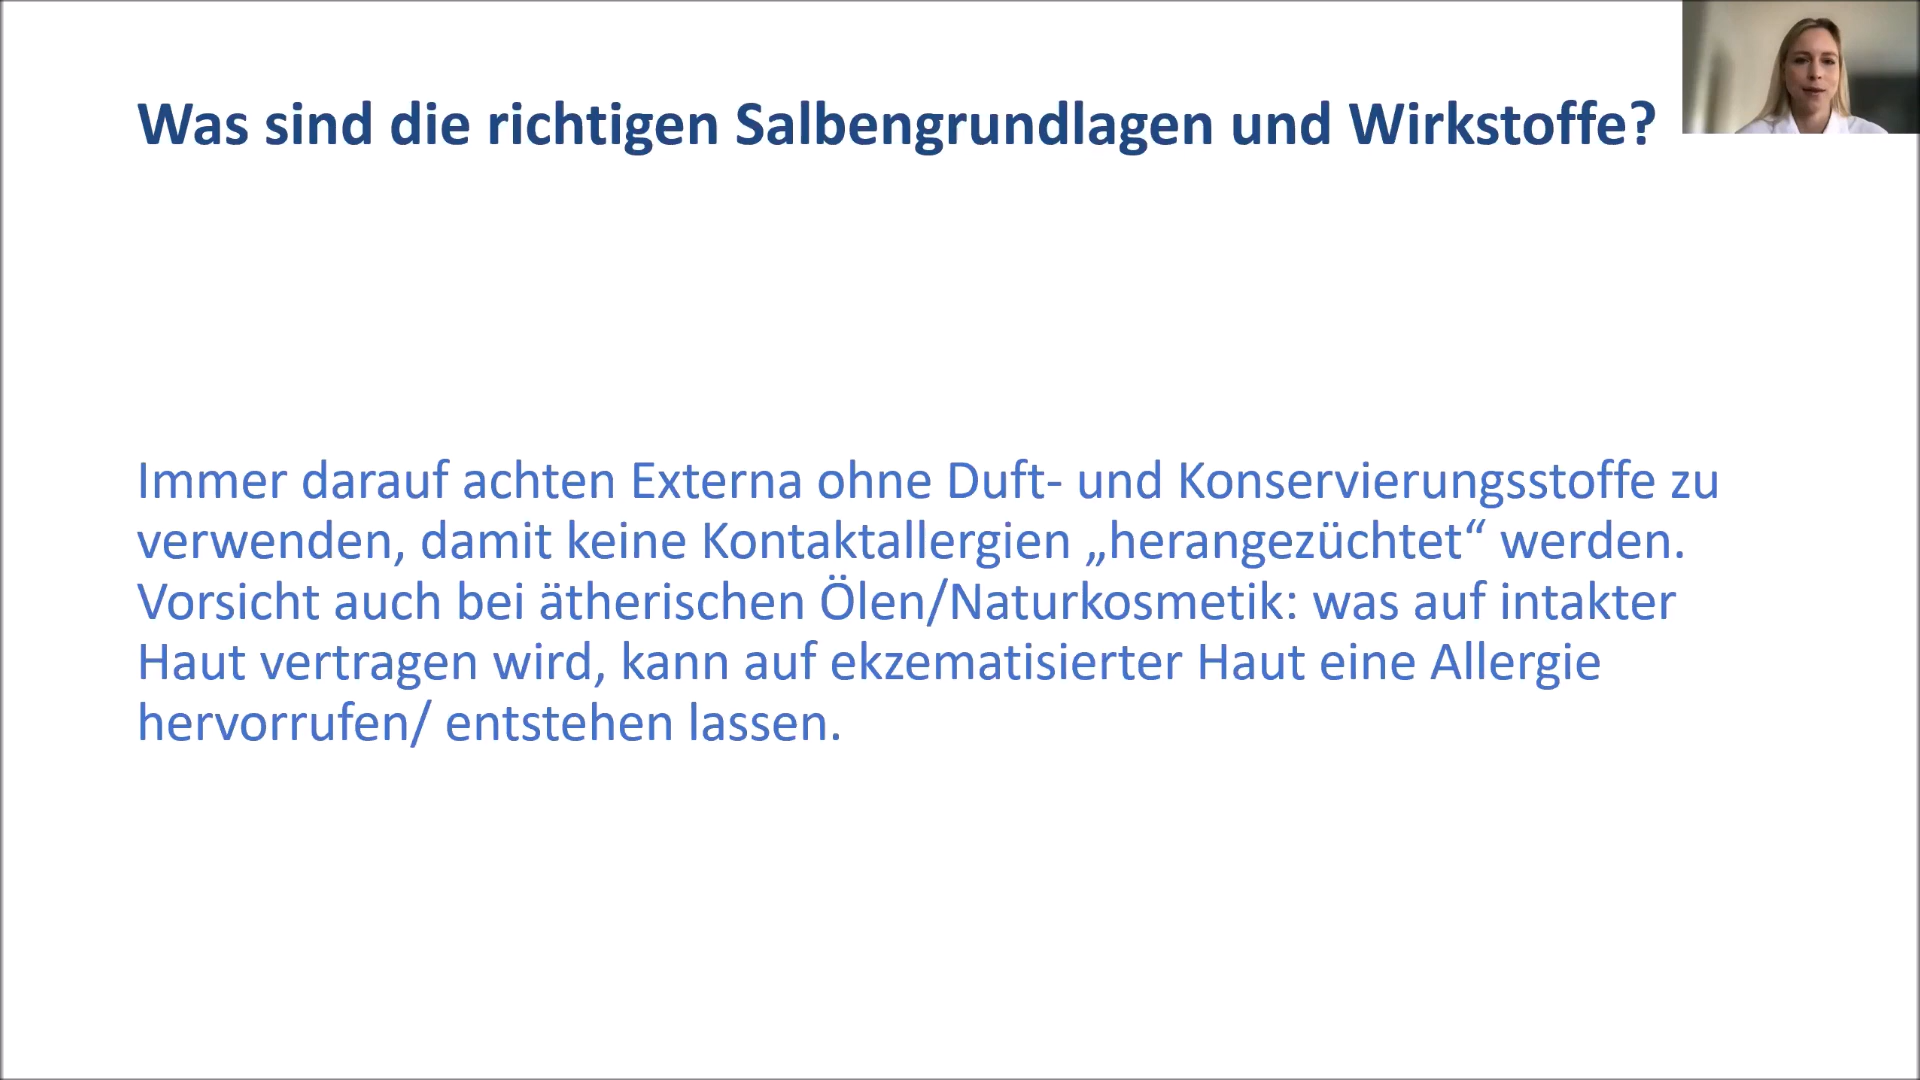 Was sind die richtigen Salbengrundlagen und Wirkstoffe?
Immer darauf achten Externa ohne Duft- und Konservierungsstoffe zu
verwenden, damit keine Kontaktallergien „herangezüchtet“ werden.
Vorsicht auch bei ätherischen Ölen/Naturkosmetik: was auf intakter
Haut vertragen wird, kann auf ekzematisierter Haut eine Allergie
hervorrufen/ entstehen lassen.